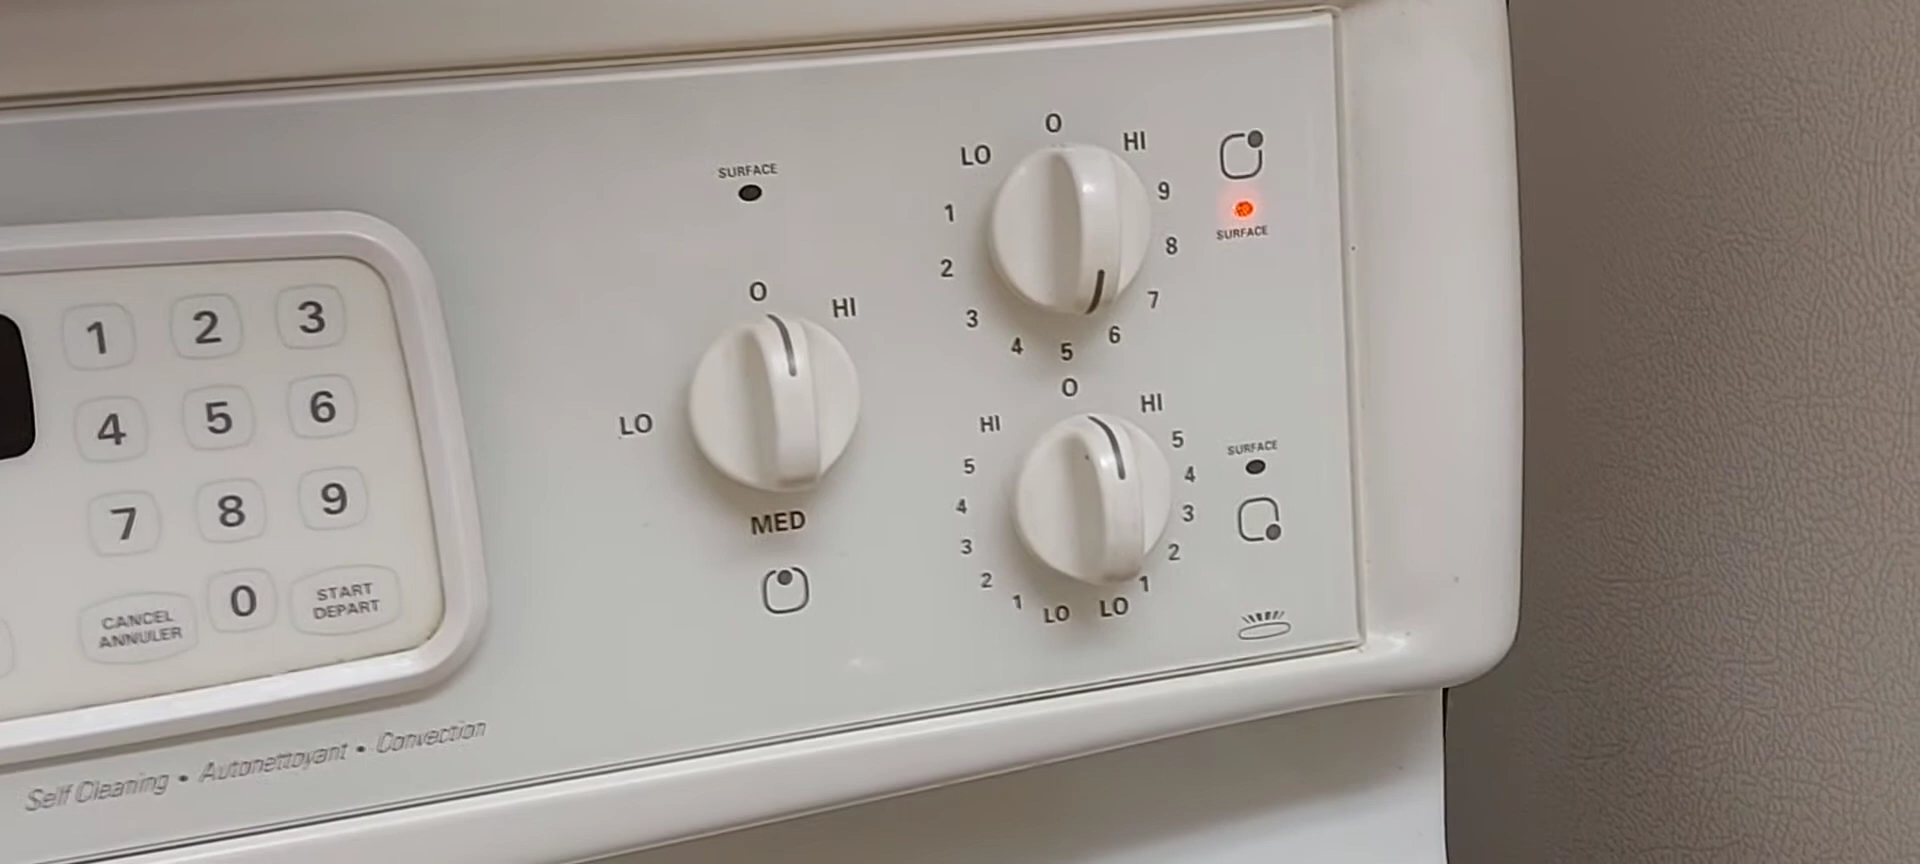 1 2 3
4 5 6
7 8 9
CANCEL
ANNULER
0
START
DEPART
Self Cleaning • Autonettoyant • Convection
SURFACE
O
HI
LO
MED
O
HI
9
8
7
6
5
4
3
2
1
LO
SURFACE
O
HI
5
4
3
2
1
LO
LO
1
2
3
4
5
HI
SURFACE